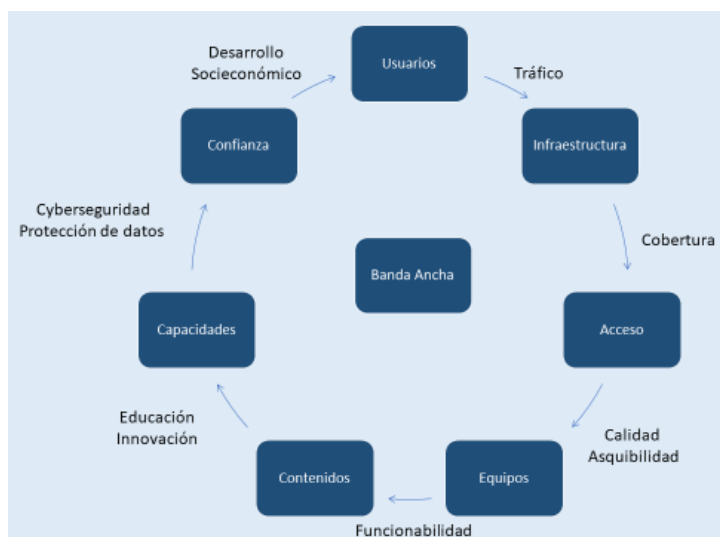 Desarrollo
Socioeconómico
Usuarios
Tráfico
Confianza
Infraestructura
Cyberseguridad
Protección de datos
Cobertura
Banda Ancha
Capacidades
Acceso
Educación
Innovación
Calidad
Asquibilidad
Contenidos
Equipos
Funcionabilidad